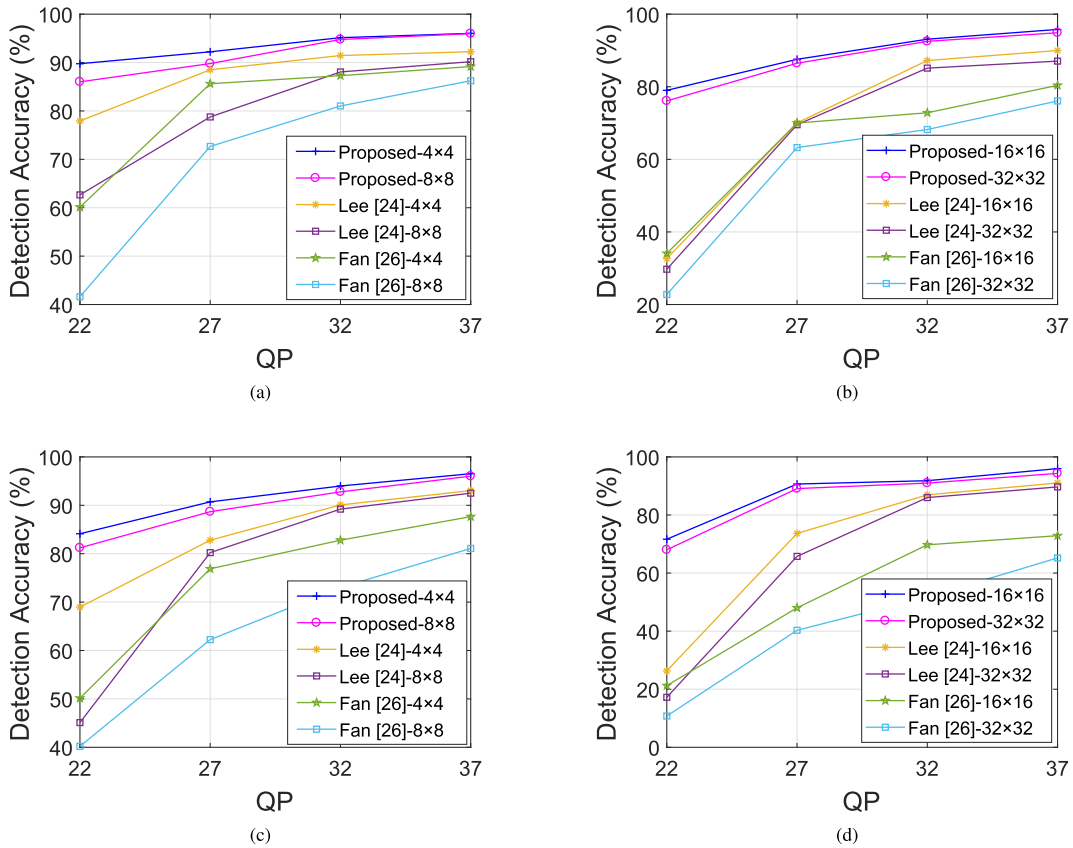 Detection Accuracy (%)
100
90
80
70
60
50
40
22
27
32
37
QP
Proposed-4×4
Proposed-8×8
Lee [24]-4×4
Lee [24]-8×8
Fan [26]-4×4
Fan [26]-8×8
(a)
Detection Accuracy (%)
100
80
60
40
20
22
27
32
37
QP
Proposed-16×16
Proposed-32×32
Lee [24]-16×16
Lee [24]-32×32
Fan [26]-16×16
Fan [26]-32×32
(b)
Detection Accuracy (%)
100
90
80
70
60
50
40
22
27
32
37
QP
Proposed-4×4
Proposed-8×8
Lee [24]-4×4
Lee [24]-8×8
Fan [26]-4×4
Fan [26]-8×8
(c)
Detection Accuracy (%)
100
80
60
40
20
0
22
27
32
37
QP
Proposed-16×16
Proposed-32×32
Lee [24]-16×16
Lee [24]-32×32
Fan [26]-16×16
Fan [26]-32×32
(d)